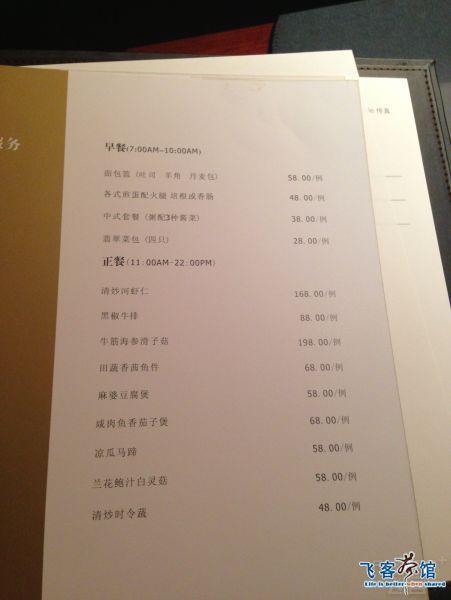 务
传真
早餐(7:00AM-10:00AM)
面包篮 (吐司 羊角 丹麦包) 58.00/例
各式煎蛋配火腿 培根或香肠 48.00/例
中式套餐 (粥配3种酱菜) 38.00/例
翡翠菜包 (四只) 28.00/例
正餐(11:00AM-22:00PM)
清炒河虾仁 168.00/例
黑椒牛排 88.00/例
牛筋海参滑子菇 198.00/例
田蔬香茜鱼件 68.00/例
麻婆豆腐煲 58.00/例
咸肉鱼香茄子煲 68.00/例
凉瓜马蹄 58.00/例
兰花鲍汁白灵菇 58.00/例
清炒时令蔬 48.00/例
飞客茶馆
Life is better when shared